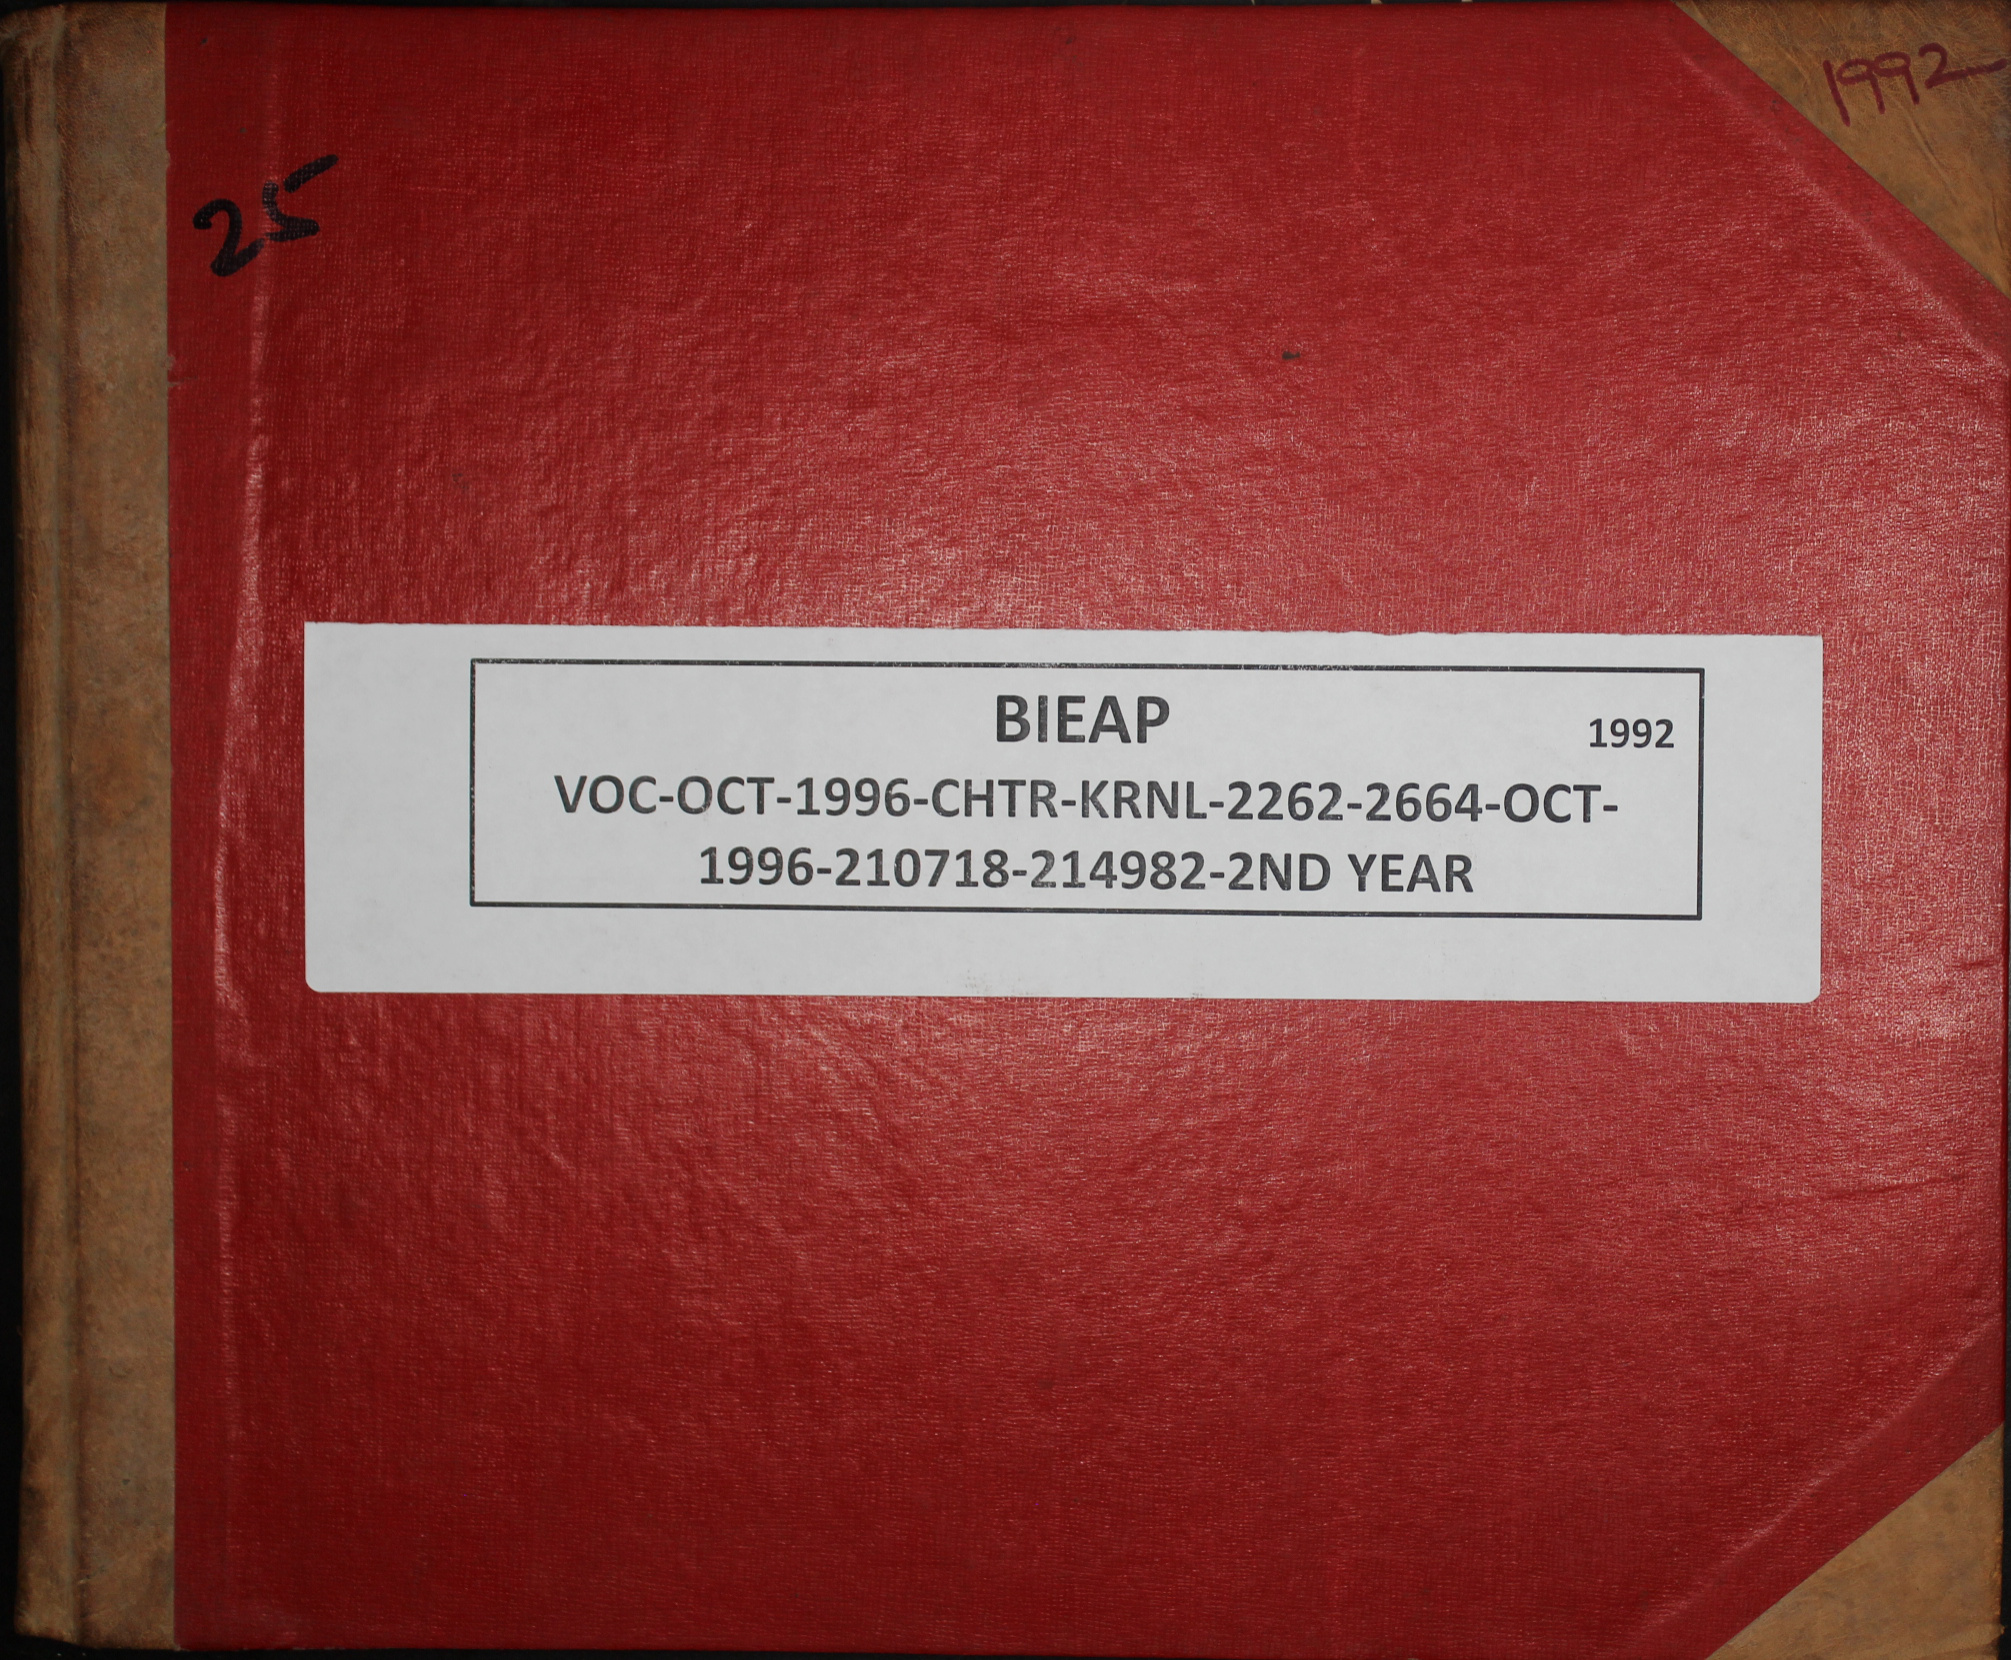 1992
25
BIEAP
1992
VOC-OCT-1996-CHTR-KRNL-2262-2664-OCT-
1996-210718-214982-2ND YEAR